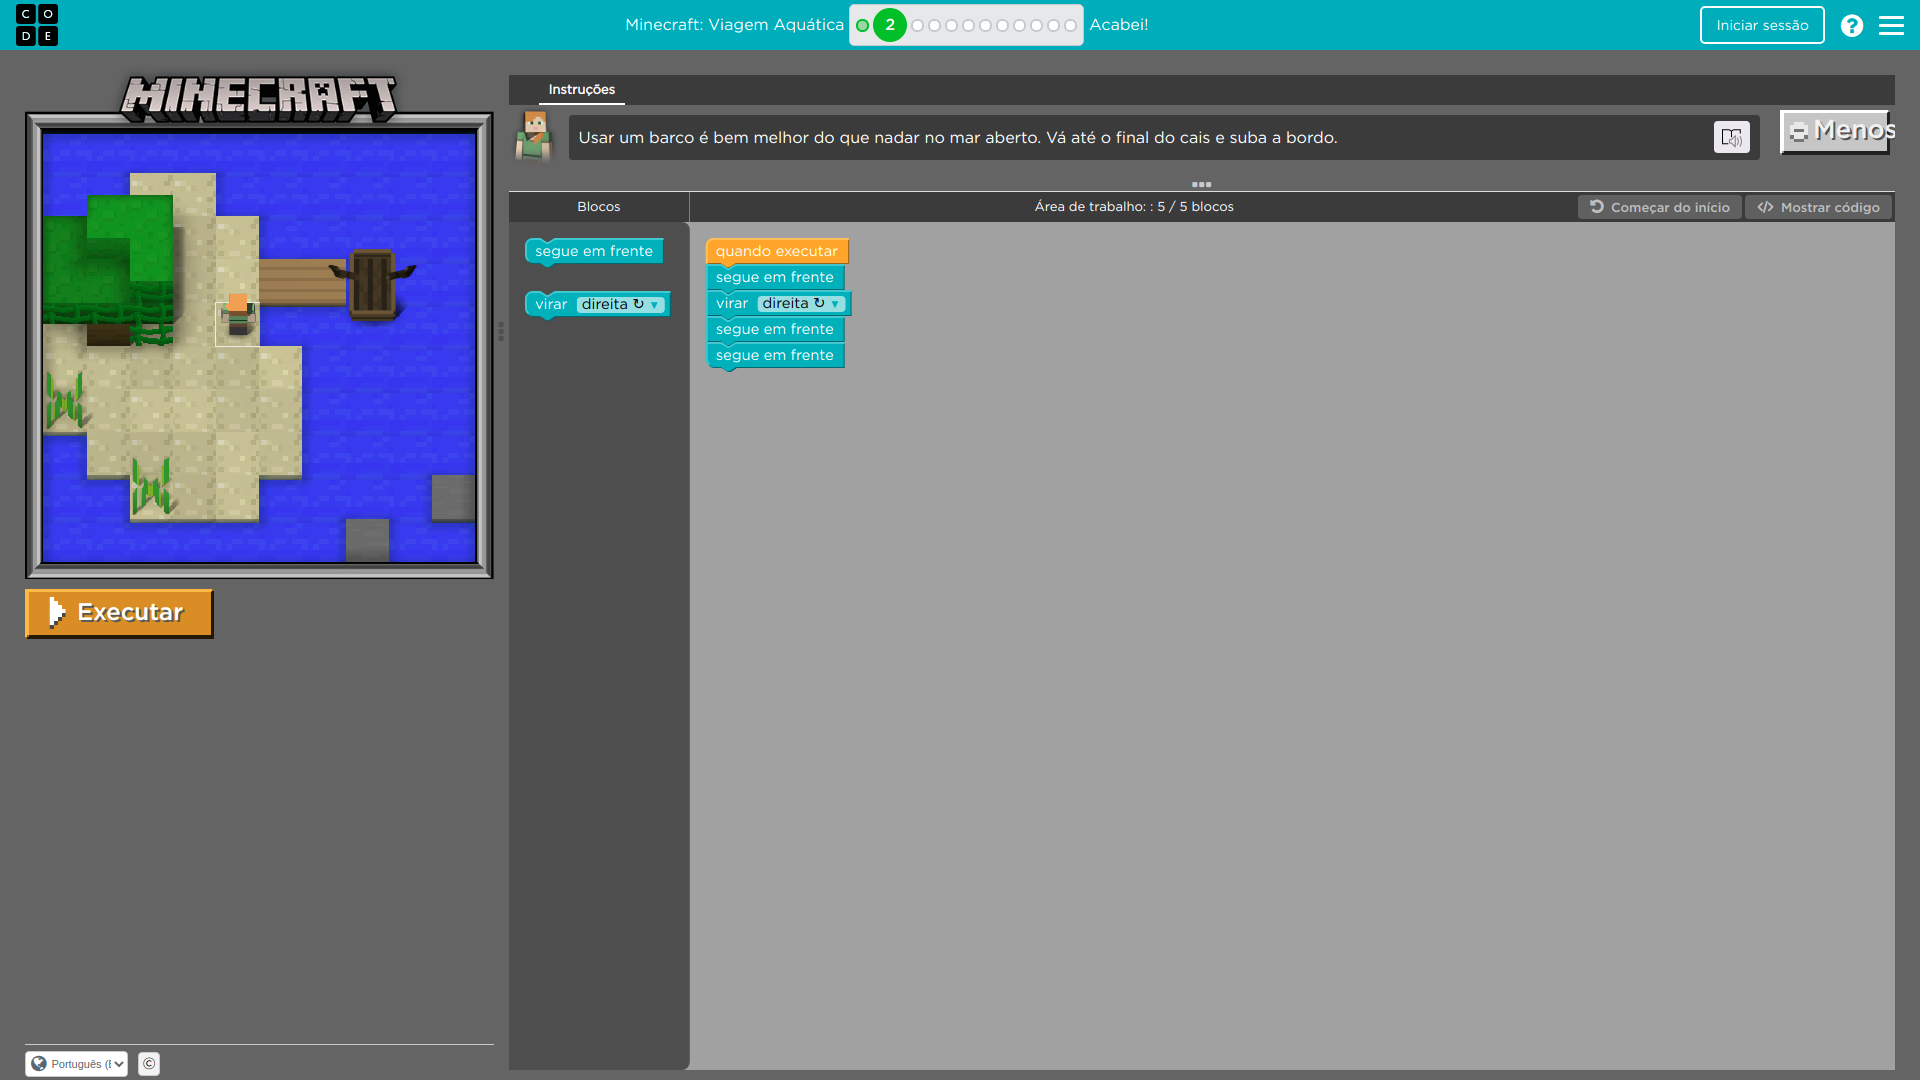 C O
D E
Minecraft: Viagem Aquática
2
Acabei!
Iniciar sessão
?
MINECRAFT
Instruções
Usar um barco é bem melhor do que nadar no mar aberto. Vá até o final do cais e suba a bordo.
Menos
Blocos
Área de trabalho: : 5 / 5 blocos
Começar do início
</> Mostrar código
segue em frente
virar direita ↻ ▼
quando executar
segue em frente
virar direita ↻ ▼
segue em frente
segue em frente
Executar
Português (
©